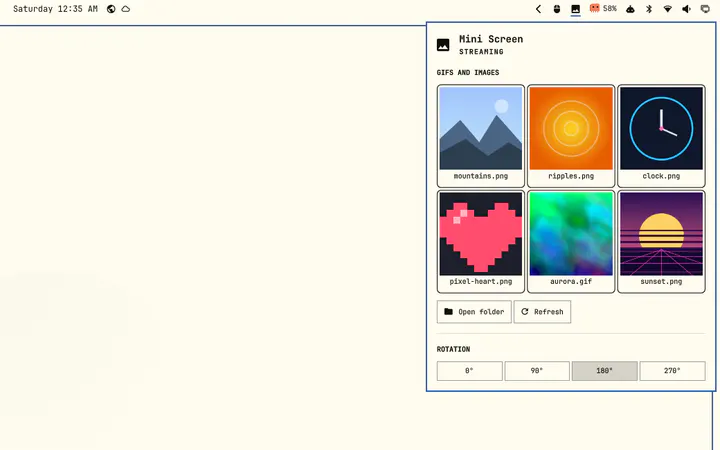 Saturday 12:35 AM
58%
Mini Screen
STREAMING
GIFS AND IMAGES
mountains.png
ripples.png
clock.png
pixel-heart.png
aurora.gif
sunset.png
Open folder
Refresh
ROTATION
0°
90°
180°
270°